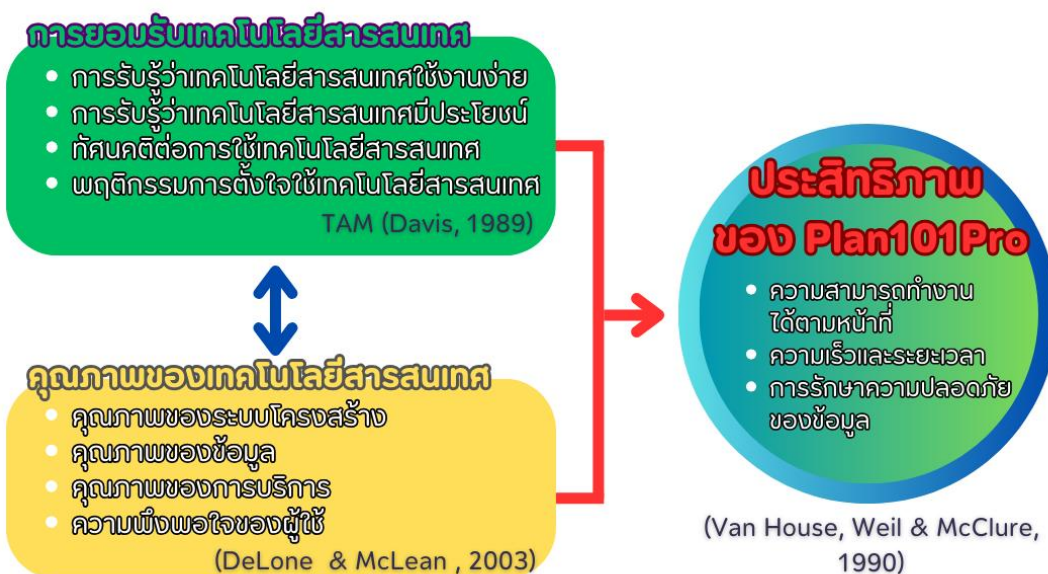 การยอมรับเทคโนโลยีสารสนเทศ
• การรับรู้ว่าเทคโนโลยีสารสนเทศใช้งานง่าย
• การรับรู้ว่าเทคโนโลยีสารสนเทศมีประโยชน์
• ทัศนคติต่อการใช้เทคโนโลยีสารสนเทศ
• พฤติกรรมการตั้งใจใช้เทคโนโลยีสารสนเทศ
TAM (Davis, 1989)
คุณภาพของเทคโนโลยีสารสนเทศ
• คุณภาพของระบบโครงสร้าง
• คุณภาพของข้อมูล
• คุณภาพของการบริการ
• ความพึงพอใจของผู้ใช้
(DeLone & McLean , 2003)
ประสิทธิภาพ
ของ Plan101Pro
• ความสามารถทำงาน
ได้ตามหน้าที่
• ความเร็วและระยะเวลา
• การรักษาความปลอดภัย
ของข้อมูล
(Van House, Weil & McClure,
1990)